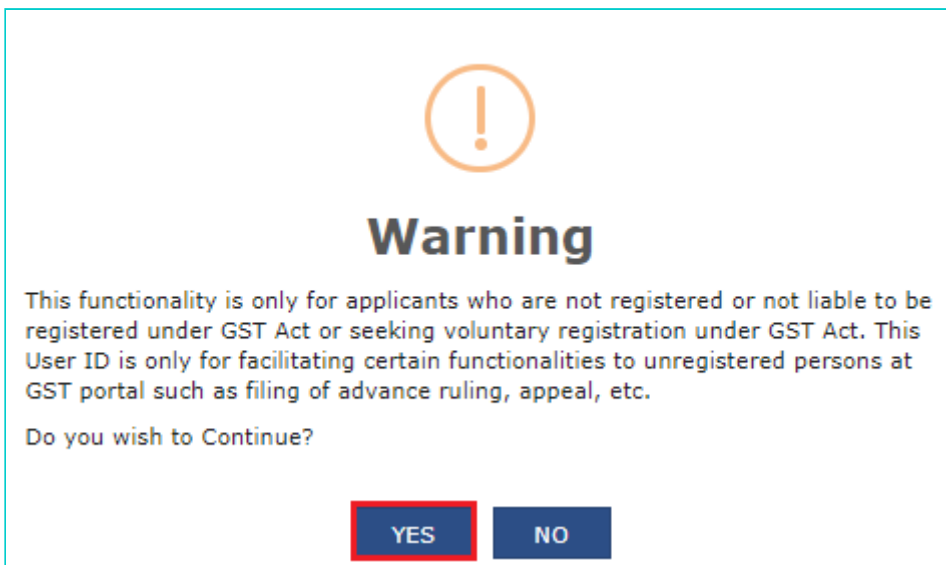 Warning
This functionality is only for applicants who are not registered or not liable to be
registered under GST Act or seeking voluntary registration under GST Act. This
User ID is only for facilitating certain functionalities to unregistered persons at
GST portal such as filing of advance ruling, appeal, etc.
Do you wish to Continue?
YES NO